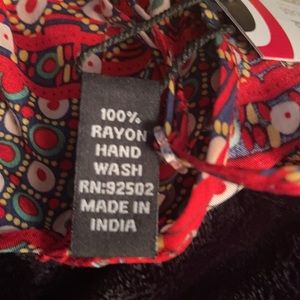 100%
RAYON
HAND
WASH
RN:92502
MADE IN
INDIA